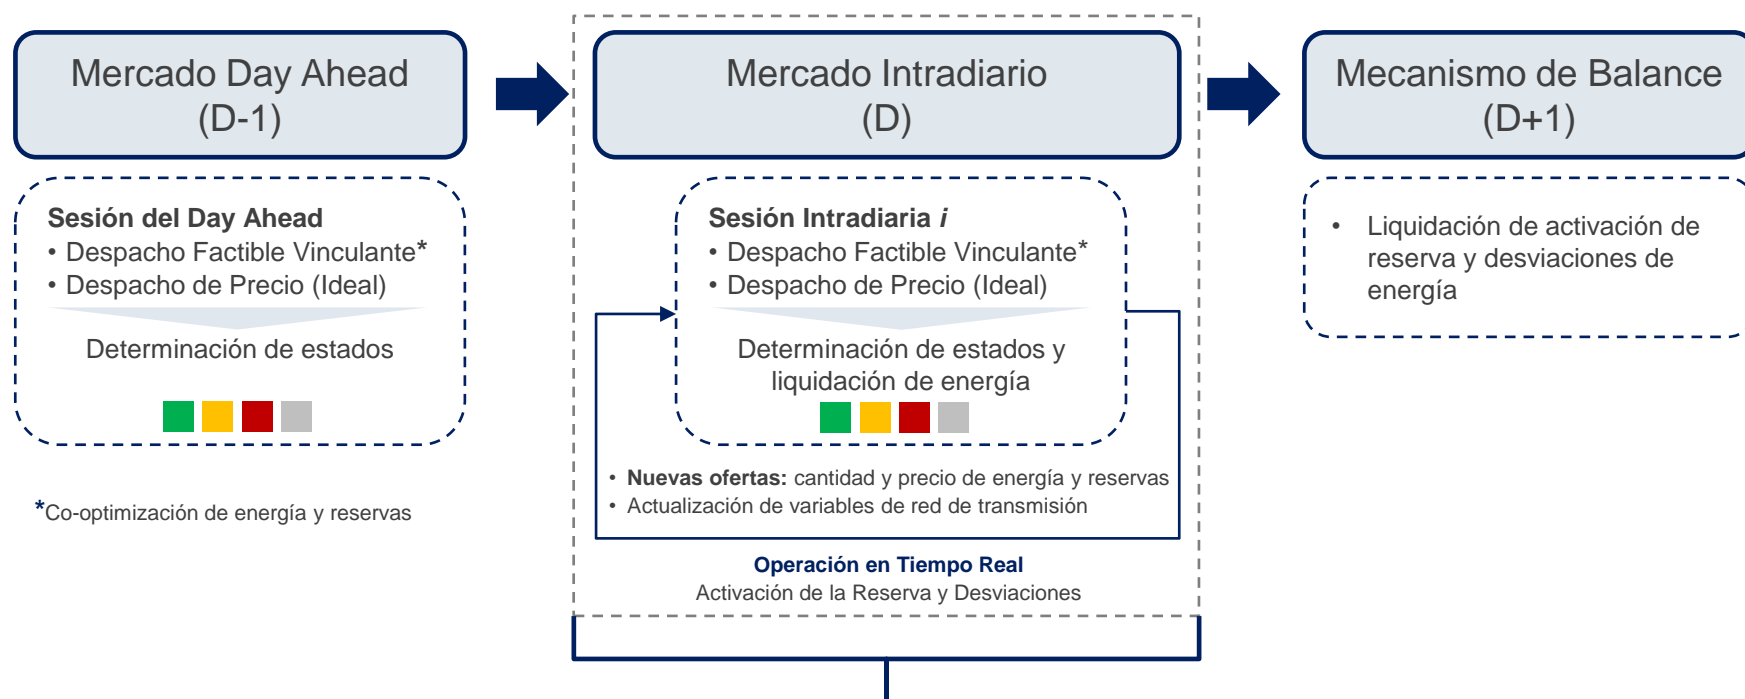 Mercado Day Ahead
(D-1)
Mercado Intradiario
(D)
Mecanismo de Balance
(D+1)
Sesión del Day Ahead
• Despacho Factible Vinculante*
• Despacho de Precio (Ideal)
Determinación de estados
*Co-optimización de energía y reservas
Sesión Intradiaria i
• Despacho Factible Vinculante*
• Despacho de Precio (Ideal)
Determinación de estados y
liquidación de energía
• Nuevas ofertas: cantidad y precio de energía y reservas
• Actualización de variables de red de transmisión
Operación en Tiempo Real
Activación de la Reserva y Desviaciones
• Liquidación de activación de
reserva y desviaciones de
energía